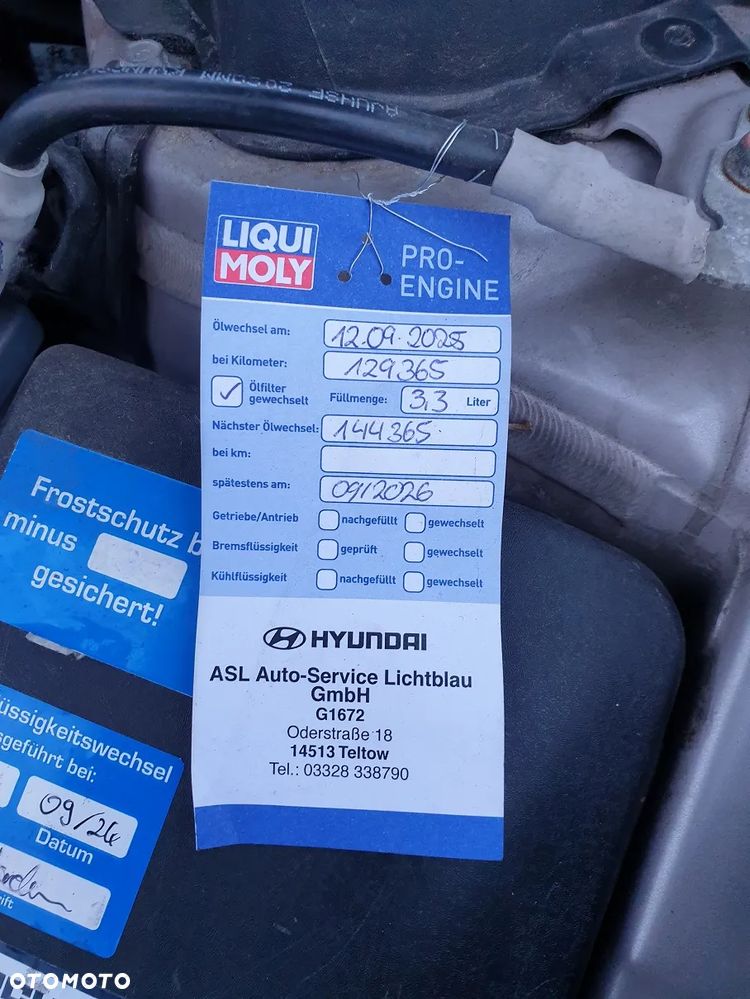 LIQUI
MOLY
PRO-
ENGINE
Ölwechsel am: 12.09.2025
bei Kilometer: 129365
Ölfilter
gewechselt
Füllmenge: 3,3 Liter
Nächster Ölwechsel: 144365
bei km:
spätestens am: 09/2026
Getriebe/Antrieb nachgefüllt gewechselt
Bremsflüssigkeit geprüft gewechselt
Kühlflüssigkeit nachgefüllt gewechselt
HYUNDAI
ASL Auto-Service Lichtblau
GmbH
G1672
Oderstraße 18
14513 Teltow
Tel.: 03328 338790
Frostschutz b
minus
gesichert!
üssigkeitswechsel
sgeführt bei:
09/24
Datum
rift
OTOMOTO